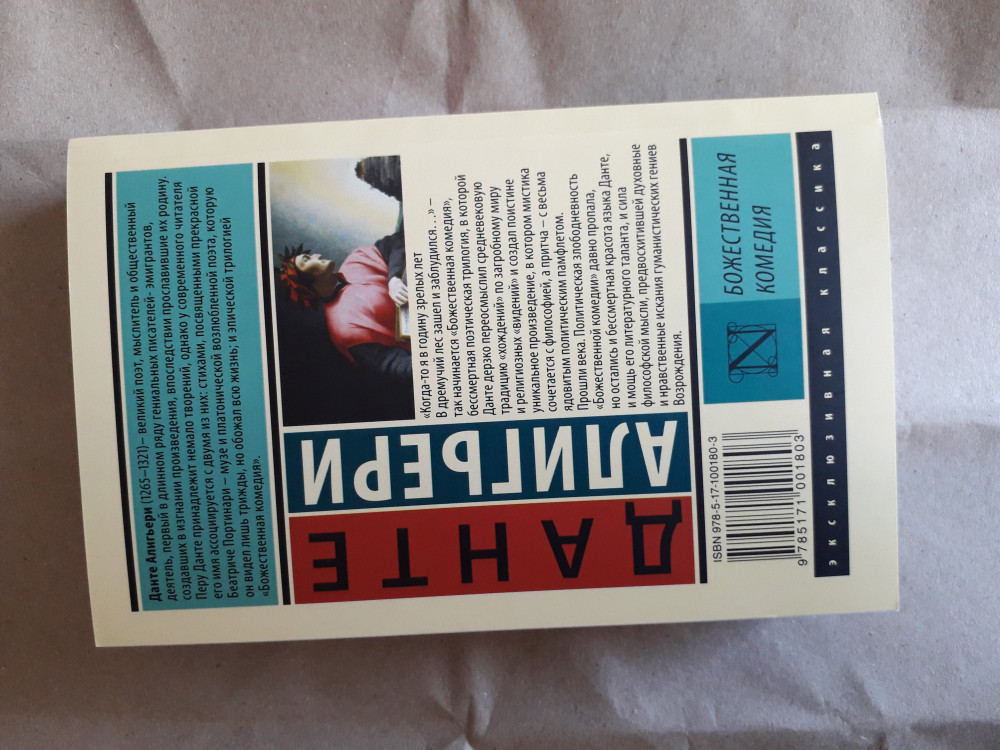 Данте Алигьери (1265–1321) – великий поэт, мыслитель и общественный
деятель, первый в длинном ряду гениальных писателей- эмигрантов,
создавших в изгнании произведения, впоследствии прославившие их родину.
Перу Данте принадлежит немало творений, однако у современного читателя
его имя ассоциируется с двумя из них: стихами, посвященными прекрасной
Беатриче Портинари – музе и платонической возлюбленной поэта, которую
он видел лишь трижды, но обожал всю жизнь; и эпической трилогией
«Божественная комедия».
ДАНТЕ
АЛИГЬЕРИ
«Когда-то я в годину зрелых лет
В дремучий лес зашел и заблудился…» –
так начинается «Божественная комедия»,
бессмертная поэтическая трилогия, в которой
Данте дерзко переосмыслил средневековую
традицию «хождений» по загробному миру
и религиозных «видений» и создал поистине
уникальное произведение, в котором мистика
сочетается с философией, а притча – с весьма
ядовитым политическим памфлетом.
Прошли века. Политическая злободневность
«Божественной комедии» давно пропала,
но остались и бессмертная красота языка Данте,
и мощь его литературного таланта, и сила
философской мысли, предвосхитившей духовные
и нравственные искания гуманистических гениев
Возрождения.
ISBN 978-5-17-100180-3
9 785171 001803
N
БОЖЕСТВЕННАЯ
КОМЕДИЯ
эксклюзивная классика